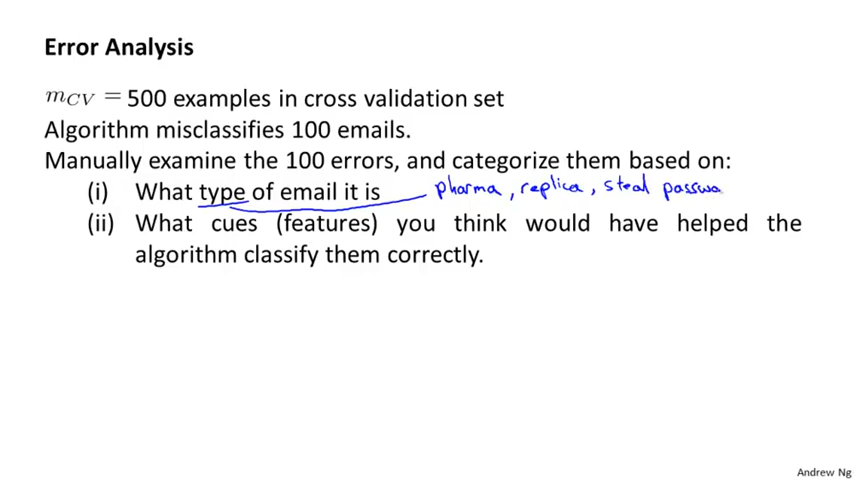 Error Analysis
m_CV = 500 examples in cross validation set
Algorithm misclassifies 100 emails.
Manually examine the 100 errors, and categorize them based on:
(i) What type of email it is pharma, replica, steal passwo
(ii) What cues (features) you think would have helped the
algorithm classify them correctly.
Andrew Ng